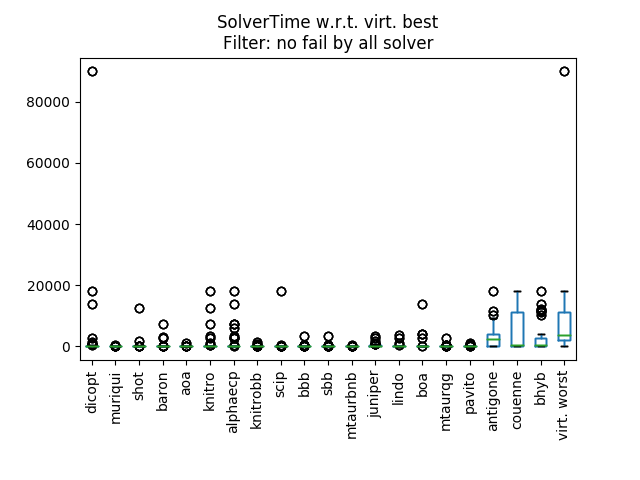 SolverTime w.r.t. virt. best
Filter: no fail by all solver
80000
60000
40000
20000
0
dicopt
muriqui
shot
baron
aoa
knitro
alphaecp
knitrobb
scip
bbb
sbb
mtaurbnb
juniper
lindo
boa
mtaurqg
pavito
antigone
couenne
bhyb
virt. worst